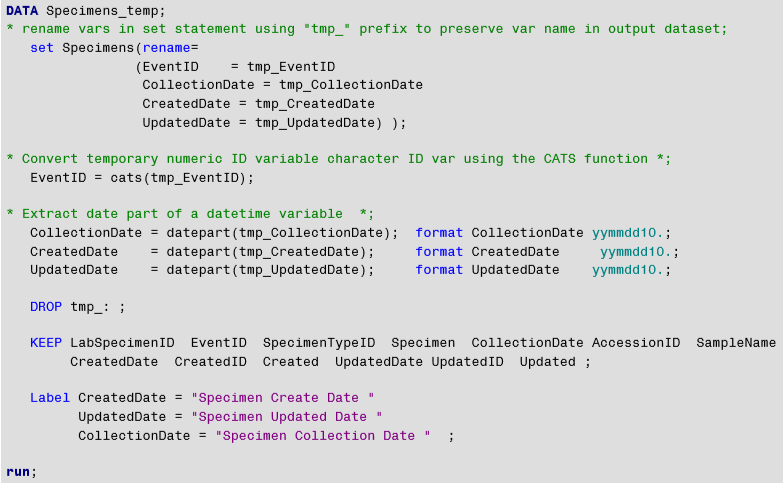 DATA Specimens_temp;
* rename vars in set statement using "tmp_" prefix to preserve var name in output dataset;
   set Specimens(rename=
                (EventID    = tmp_EventID
                 CollectionDate = tmp_CollectionDate
                 CreatedDate = tmp_CreatedDate
                 UpdatedDate = tmp_UpdatedDate) );

* Convert temporary numeric ID variable character ID var using the CATS function *;
   EventID = cats(tmp_EventID);

* Extract date part of a datetime variable  *;
   CollectionDate = datepart(tmp_CollectionDate);  format CollectionDate yymmdd10.;
   CreatedDate    = datepart(tmp_CreatedDate);     format CreatedDate     yymmdd10.;
   UpdatedDate    = datepart(tmp_UpdatedDate);     format UpdatedDate    yymmdd10.;

   DROP tmp_: ;

   KEEP LabSpecimenID  EventID  SpecimenTypeID  Specimen  CollectionDate AccessionID  SampleName
        CreatedDate  CreatedID  Created  UpdatedDate UpdatedID  Updated ;

   Label CreatedDate = "Specimen Create Date "
         UpdatedDate = "Specimen Updated Date "
         CollectionDate = "Specimen Collection Date "  ;

run;